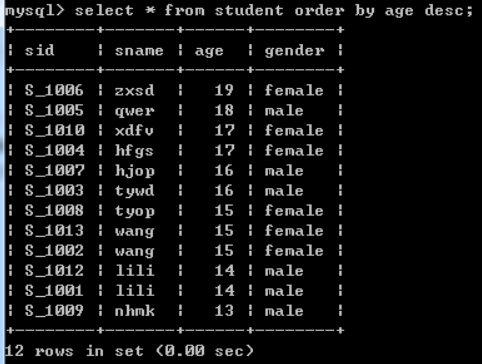 mysql> select * from student order by age desc;
+--------+-------+------+--------+
| sid    | sname | age  | gender |
+--------+-------+------+--------+
| S_1006 | zxsd  |   19 | female |
| S_1005 | qwer  |   18 | male   |
| S_1010 | xdfv  |   17 | female |
| S_1004 | hfgs  |   17 | female |
| S_1007 | hjop  |   16 | male   |
| S_1003 | tywd  |   16 | male   |
| S_1008 | tyop  |   15 | female |
| S_1013 | wang  |   15 | female |
| S_1002 | wang  |   15 | female |
| S_1012 | lili  |   14 | male   |
| S_1001 | lili  |   14 | male   |
| S_1009 | nhmk  |   13 | male   |
+--------+-------+------+--------+
12 rows in set (0.00 sec)